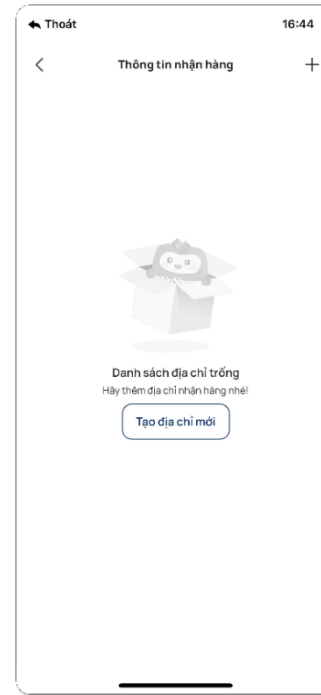 Thoát 16:44
Thông tin nhận hàng
Danh sách địa chỉ trống
Hãy thêm địa chỉ nhận hàng nhé!
Tạo địa chỉ mới